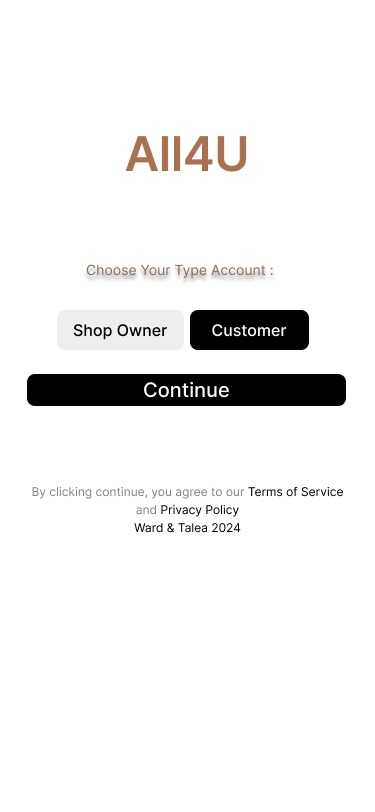 All4U
Choose Your Type Account :
Shop Owner
Customer
Continue
By clicking continue, you agree to our Terms of Service
and Privacy Policy
Ward & Talea 2024